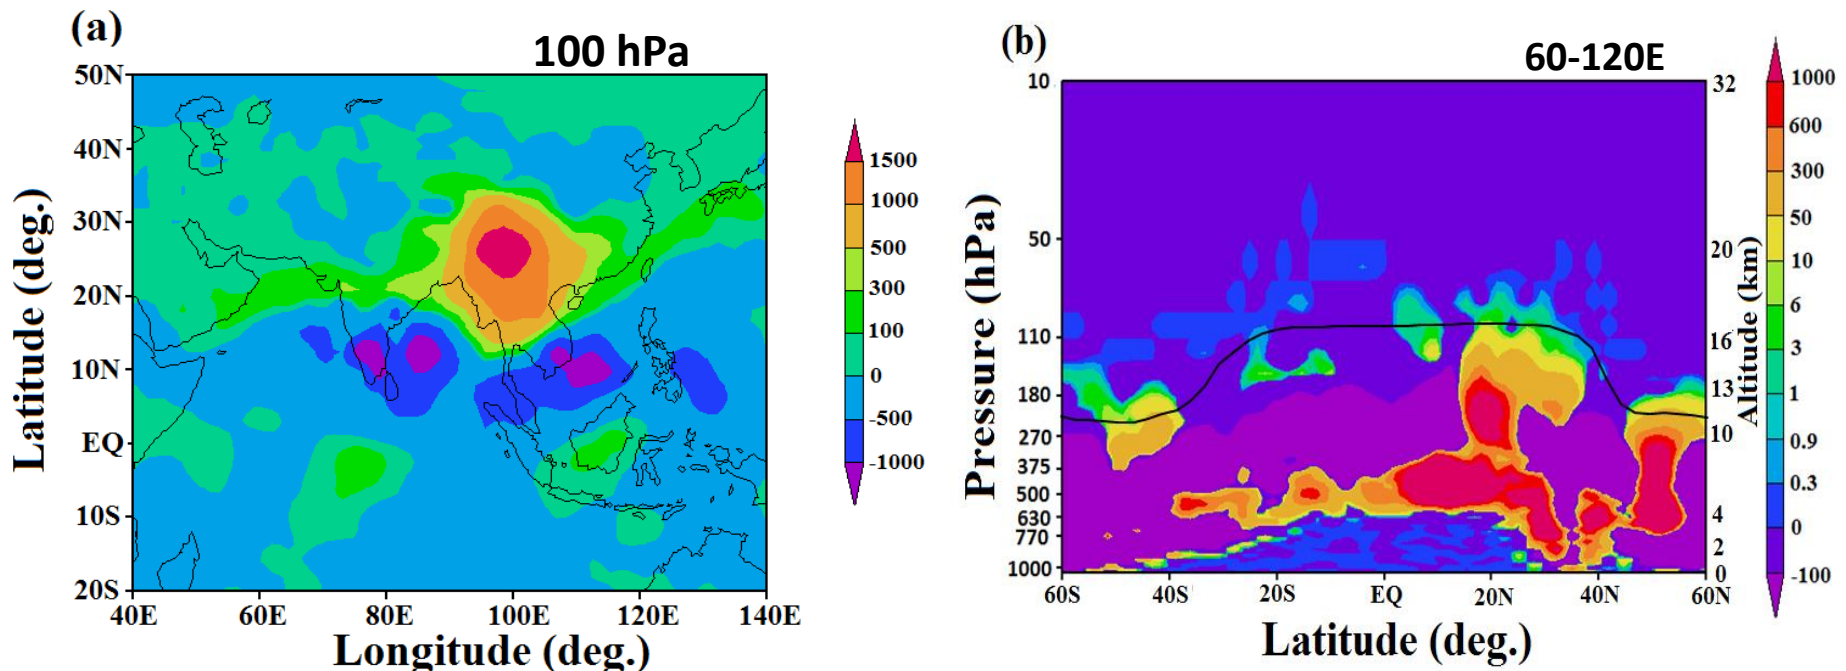 (a)
100 hPa
50N
40N
30N
20N
10N
EQ
10S
20S
Latitude (deg.)
40E 60E 80E 100E 120E 140E
Longitude (deg.)
1500
1000
500
300
100
0
-500
-1000
(b)
60-120E
10
50
110
180
270
375
500
630
770
1000
Pressure (hPa)
60S 40S 20S EQ 20N 40N 60N
Latitude (deg.)
32
20
16
13
10
4
2
0
Altitude (km)
1000
600
300
50
10
6
3
1
0.9
0.3
0
-100